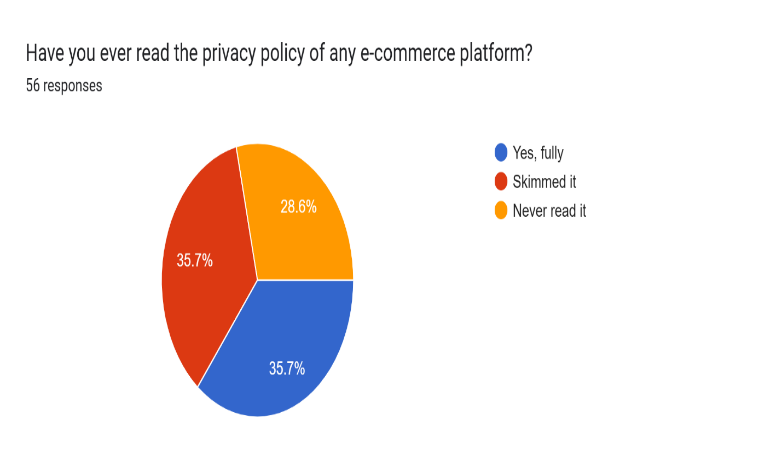 Have you ever read the privacy policy of any e-commerce platform?
56 responses
Yes, fully
Skimmed it
Never read it
28.6%
35.7%
35.7%